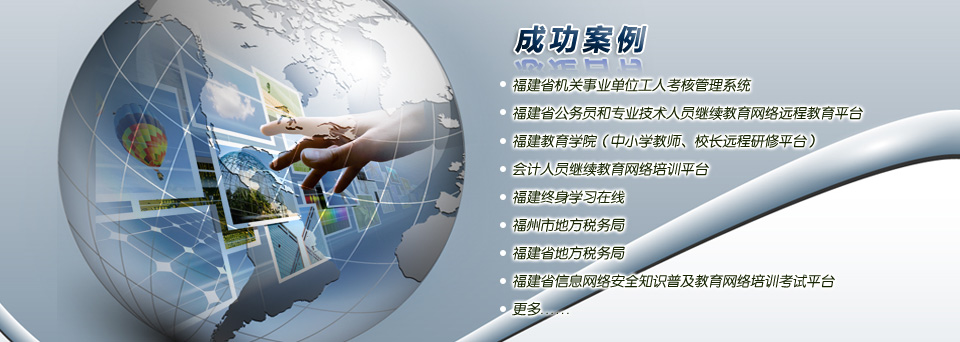 成功案例
福建省机关事业单位工人考核管理系统
福建省公务员和专业技术人员继续教育网络远程教育平台
福建教育学院（中小学教师、校长远程研修平台）
会计人员继续教育网络培训平台
福建终身学习在线
福州市地方税务局
福建省地方税务局
福建省信息网络安全知识普及教育网络培训考试平台
更多……